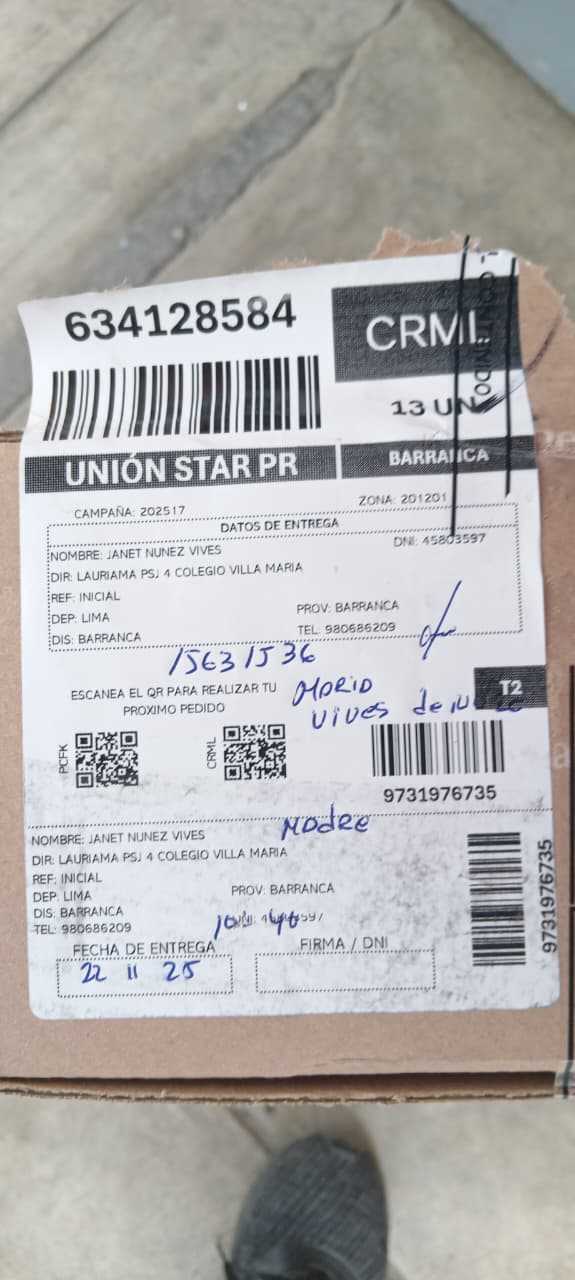 634128584
CRML
13 UN
UNIÓN STAR PR
BARRANCA
CAMPAÑA: 202517
ZONA: 201201
DATOS DE ENTREGA
NOMBRE: JANET NUNEZ VIVES
DNI: 45803597
DIR: LAURIAMA PSJ 4 COLEGIO VILLA MARIA
REF: INICIAL
DEP: LIMA
PROV: BARRANCA
DIS: BARRANCA
TEL: 980686209
15631536
ESCANEA EL QR PARA REALIZAR TU
PROXIMO PEDIDO
vives de
T2
PCFK
CRML
9731976735
Madre
NOMBRE: JANET NUNEZ VIVES
DIR: LAURIAMA PSJ 4 COLEGIO VILLA MARIA
REF: INICIAL
DEP: LIMA
PROV: BARRANCA
DIS: BARRANCA
TEL: 980686209
9731976735
FECHA DE ENTREGA
FIRMA / DNI
22 11 25